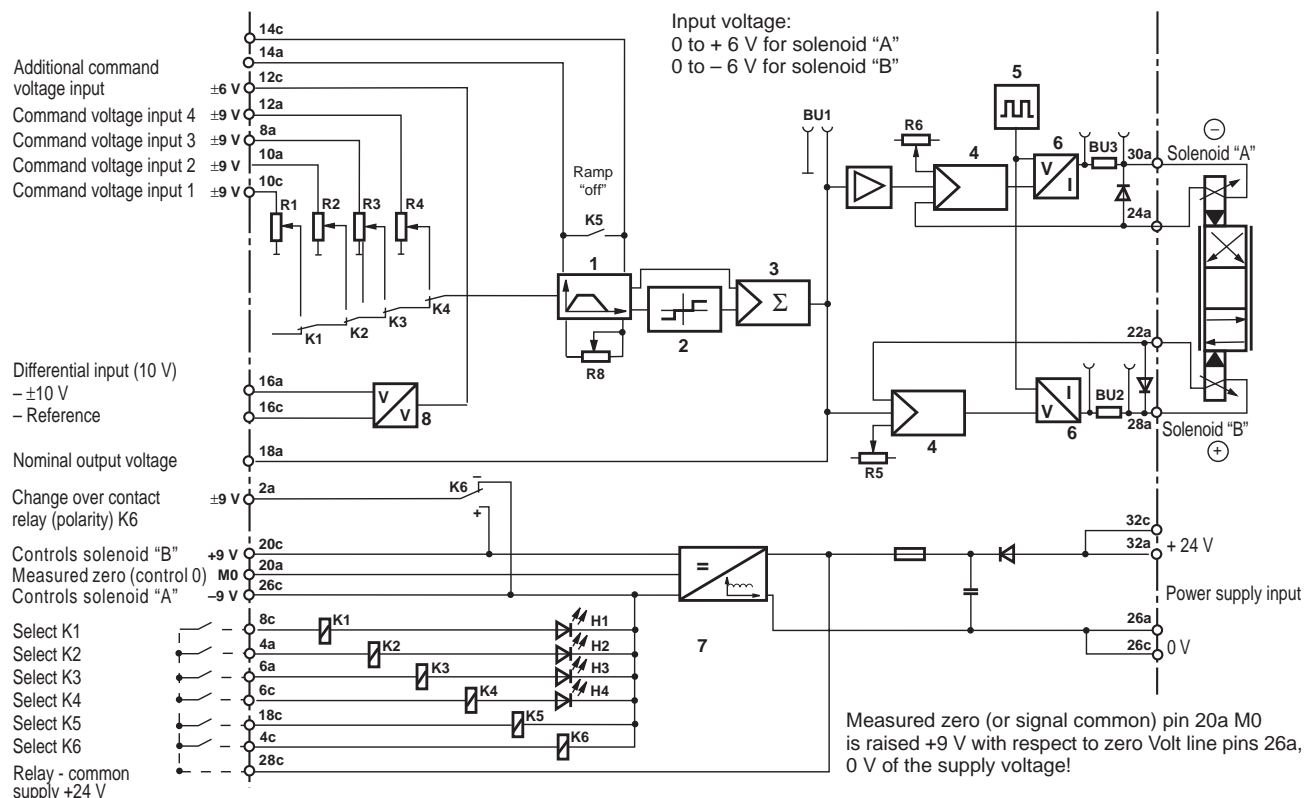 14c
14a
Input voltage:
0 to + 6 V for solenoid “A”
0 to – 6 V for solenoid “B”
Additional command
voltage input
±6 V
12c
Command voltage input 4 ±9 V
12a
Command voltage input 3 ±9 V
8a
Command voltage input 2 ±9 V
10a
Command voltage input 1 ±9 V
10c
R1
R2
R3
R4
K1
K2
K3
K4
Ramp
“off”
K5
1
R8
2
3
Σ
BU1
R6
4
5
6
V
I
BU3
30a
–
Solenoid “A”
24a
22a
4
R5
I
V
6
BU2
28a
Solenoid “B”
+
Differential input (10 V)
– ±10 V
16a
– Reference
16c
V
V
8
Nominal output voltage
18a
Change over contact
relay (polarity) K6
±9 V
2a
K6
–
+
Controls solenoid “B” +9 V
20c
Measured zero (control 0) M0
20a
Controls solenoid “A” –9 V
26c
=
7
32c
32a
+ 24 V
Power supply input
26a
26c
0 V
Select K1
8c
K1
H1
Select K2
4a
K2
H2
Select K3
6a
K3
H3
Select K4
6c
K4
H4
Select K5
18c
K5
Select K6
4c
K6
28c
Relay - common
supply +24 V
Measured zero (or signal common) pin 20a M0
is raised +9 V with respect to zero Volt line pins 26a,
0 V of the supply voltage!